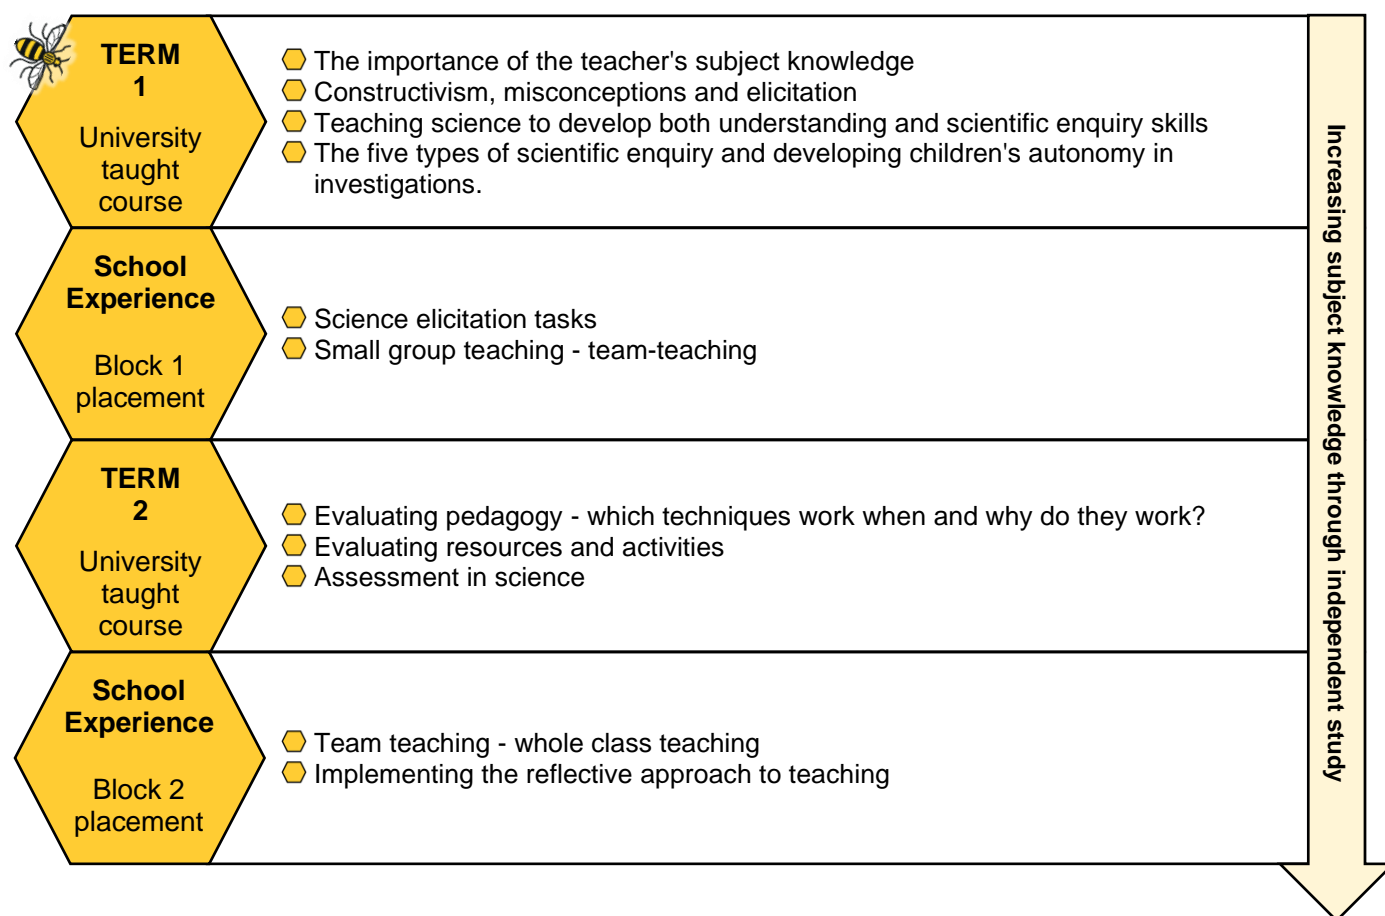 TERM
1
University
taught
course
The importance of the teacher's subject knowledge
Constructivism, misconceptions and elicitation
Teaching science to develop both understanding and scientific enquiry skills
The five types of scientific enquiry and developing children's autonomy in
investigations.
School
Experience
Block 1
placement
Science elicitation tasks
Small group teaching - team-teaching
TERM
2
University
taught
course
Evaluating pedagogy - which techniques work when and why do they work?
Evaluating resources and activities
Assessment in science
School
Experience
Block 2
placement
Team teaching - whole class teaching
Implementing the reflective approach to teaching
Increasing subject knowledge through independent study